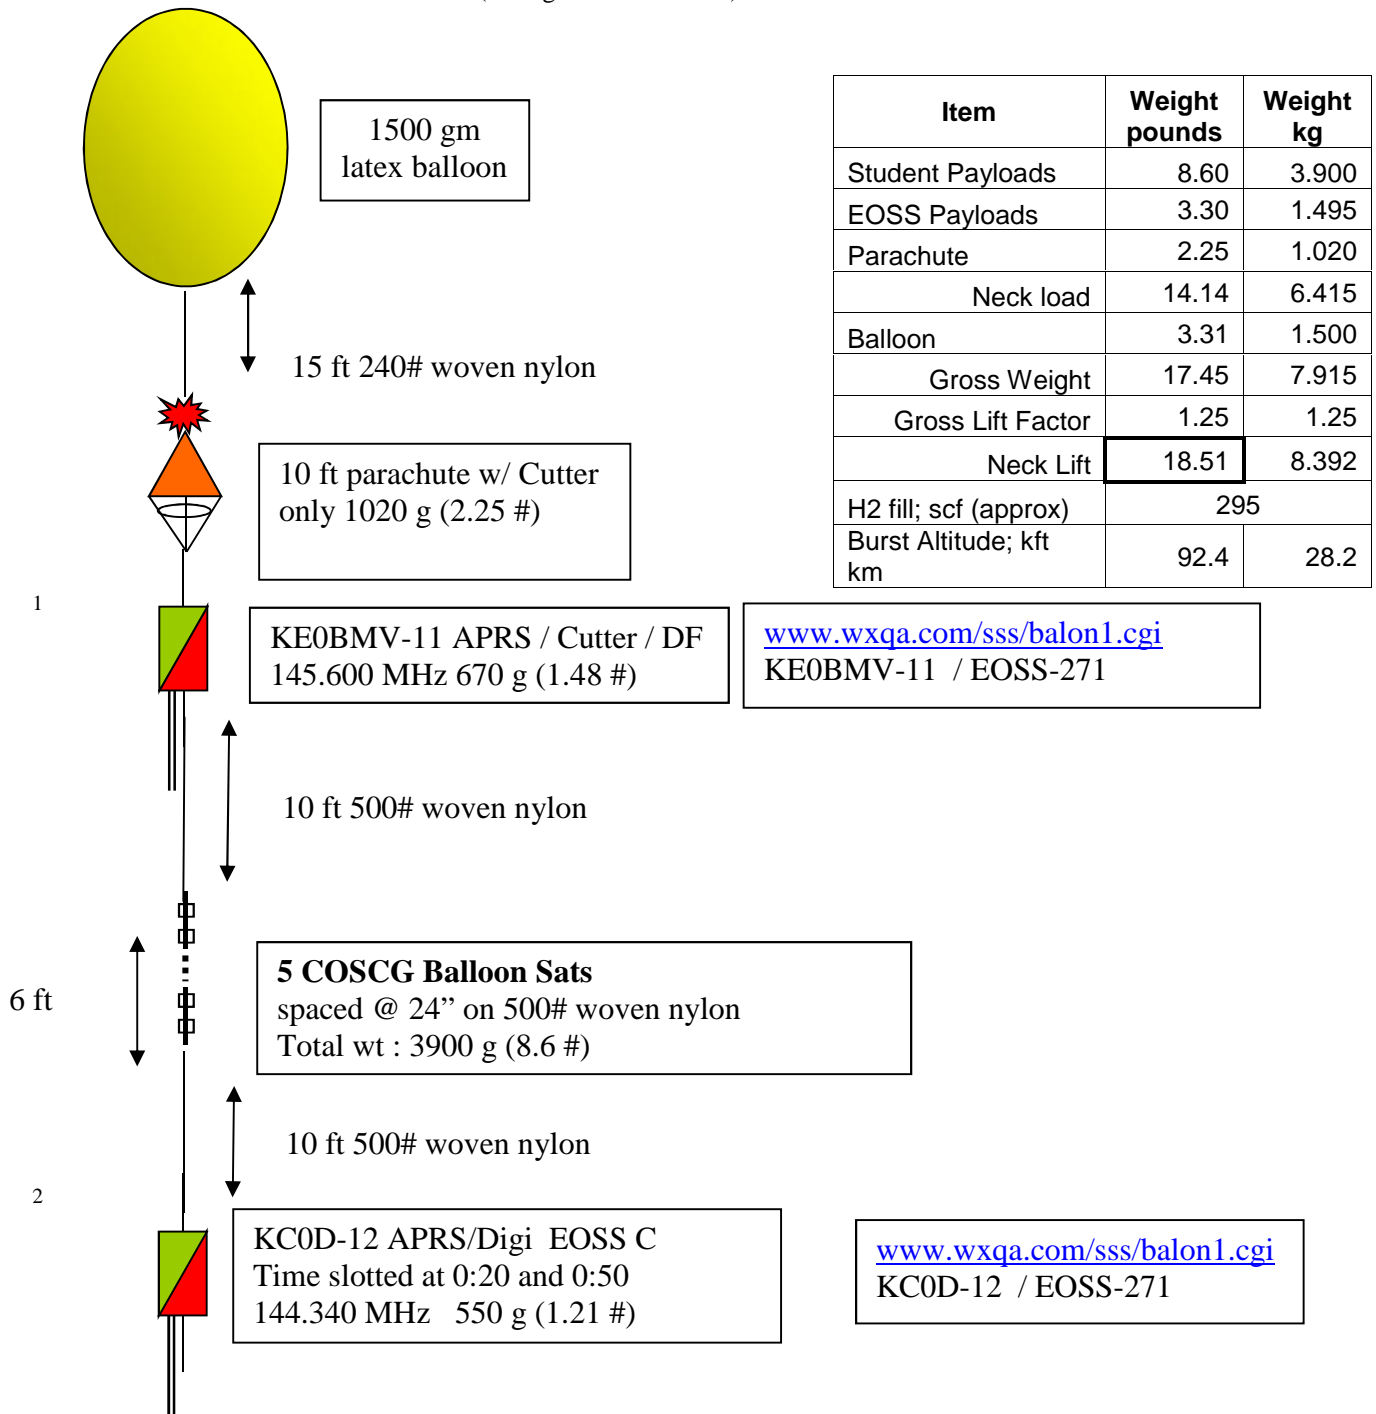 1500 gm
latex balloon
Item Weight pounds Weight kg
Student Payloads 8.60 3.900
EOSS Payloads 3.30 1.495
Parachute 2.25 1.020
Neck load 14.14 6.415
Balloon 3.31 1.500
Gross Weight 17.45 7.915
Gross Lift Factor 1.25 1.25
Neck Lift 18.51 8.392
H2 fill; scf (approx) 295
Burst Altitude; kft km 92.4 28.2
15 ft 240# woven nylon
10 ft parachute w/ Cutter
only 1020 g (2.25 #)
1
KE0BMV-11 APRS / Cutter / DF
145.600 MHz 670 g (1.48 #)
www.wxqa.com/sss/balon1.cgi
KE0BMV-11 / EOSS-271
10 ft 500# woven nylon
6 ft
5 COSCG Balloon Sats
spaced @ 24” on 500# woven nylon
Total wt : 3900 g (8.6 #)
10 ft 500# woven nylon
2
KC0D-12 APRS/Digi EOSS C
Time slotted at 0:20 and 0:50
144.340 MHz 550 g (1.21 #)
www.wxqa.com/sss/balon1.cgi
KC0D-12 / EOSS-271